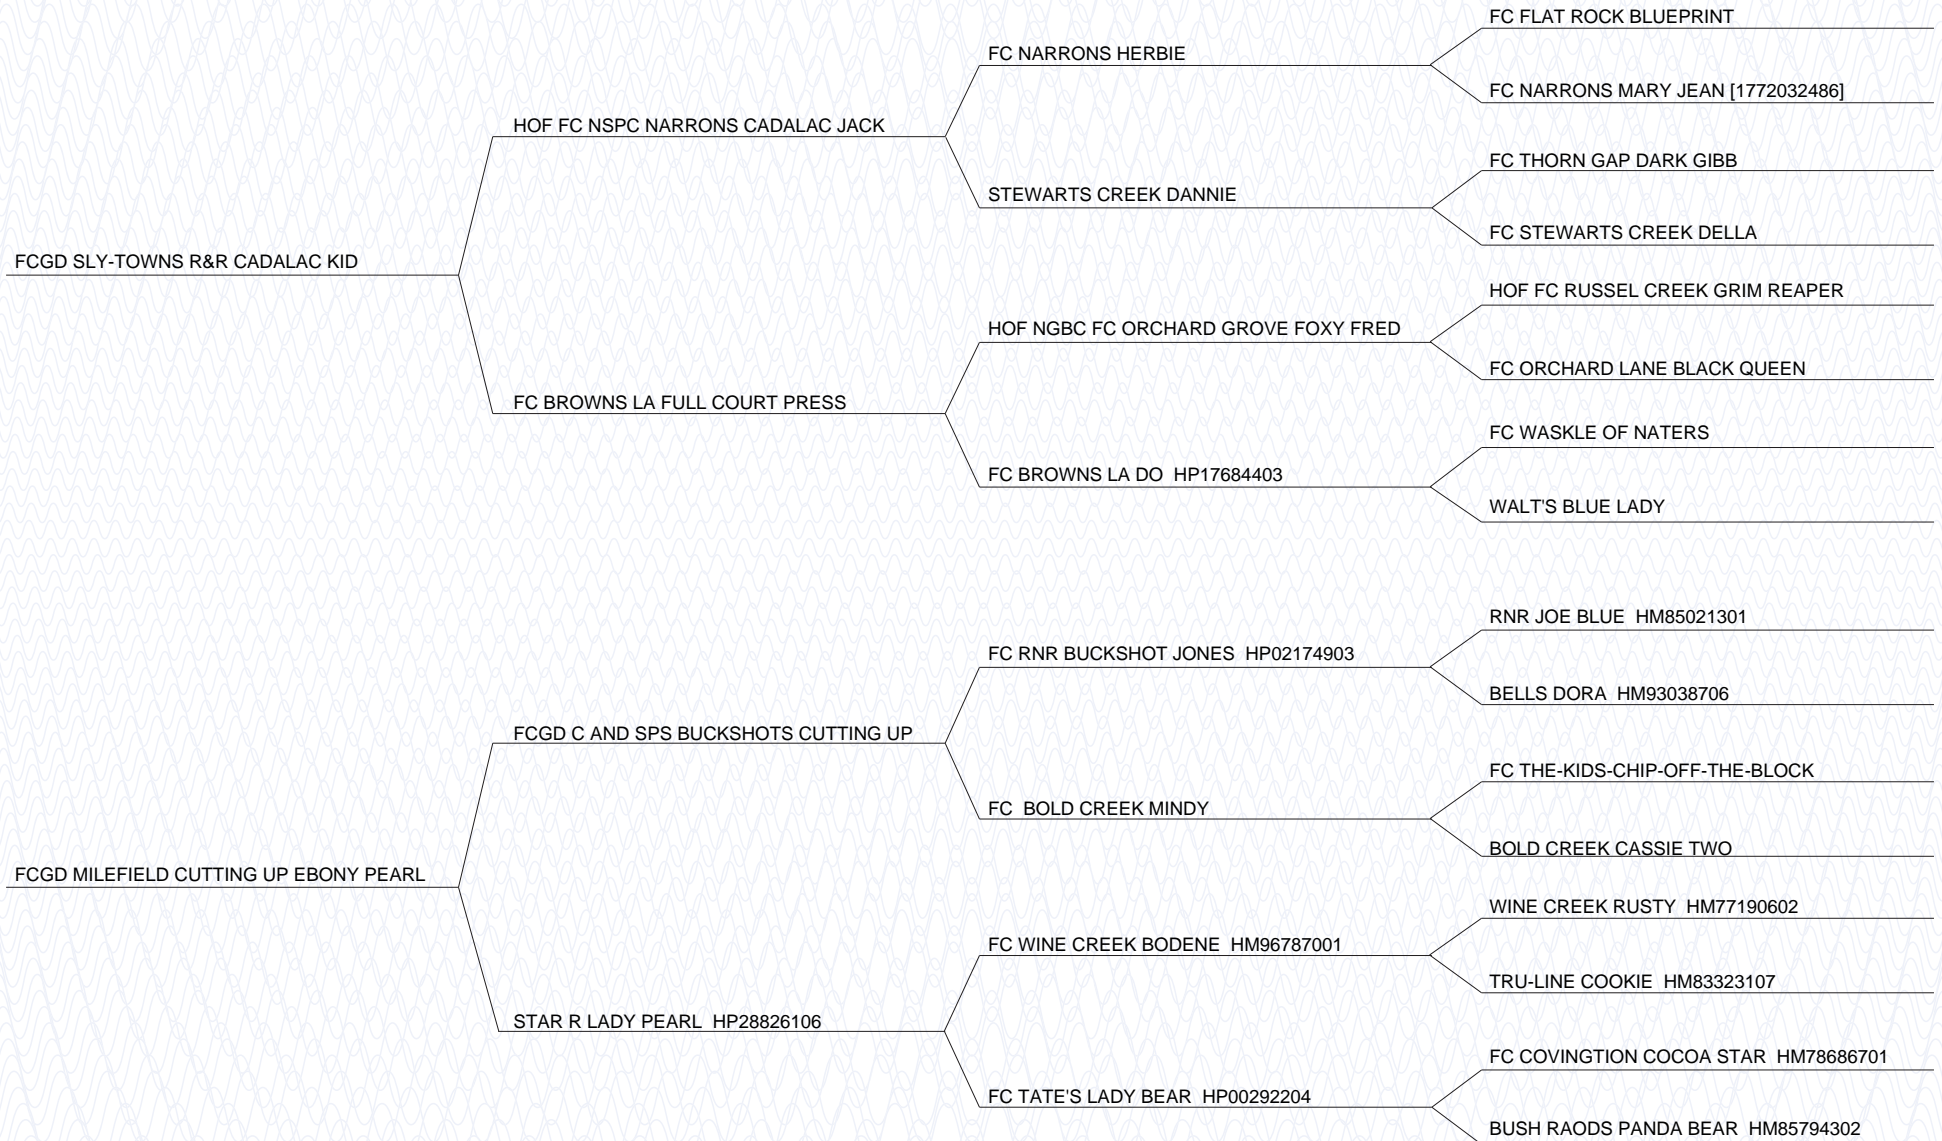 FC FLAT ROCK BLUEPRINT
FC NARRONS HERBIE
FC NARRONS MARY JEAN [1772032486]
HOF FC NSPC NARRONS CADALAC JACK
FC THORN GAP DARK GIBB
STEWARTS CREEK DANNIE
FC STEWARTS CREEK DELLA
FCGD SLY-TOWNS R&R CADALAC KID
HOF FC RUSSEL CREEK GRIM REAPER
HOF NGBC FC ORCHARD GROVE FOXY FRED
FC ORCHARD LANE BLACK QUEEN
FC BROWNS LA FULL COURT PRESS
FC WASKLE OF NATERS
FC BROWNS LA DO  HP17684403
WALT'S BLUE LADY
RNR JOE BLUE  HM85021301
FC RNR BUCKSHOT JONES  HP02174903
BELLS DORA  HM93038706
FCGD C AND SPS BUCKSHOTS CUTTING UP
FC THE-KIDS-CHIP-OFF-THE-BLOCK
FC  BOLD CREEK MINDY
BOLD CREEK CASSIE TWO
FCGD MILEFIELD CUTTING UP EBONY PEARL
WINE CREEK RUSTY  HM77190602
FC WINE CREEK BODENE  HM96787001
TRU-LINE COOKIE  HM83323107
STAR R LADY PEARL  HP28826106
FC COVINGTION COCOA STAR  HM78686701
FC TATE'S LADY BEAR  HP00292204
BUSH RAODS PANDA BEAR  HM85794302